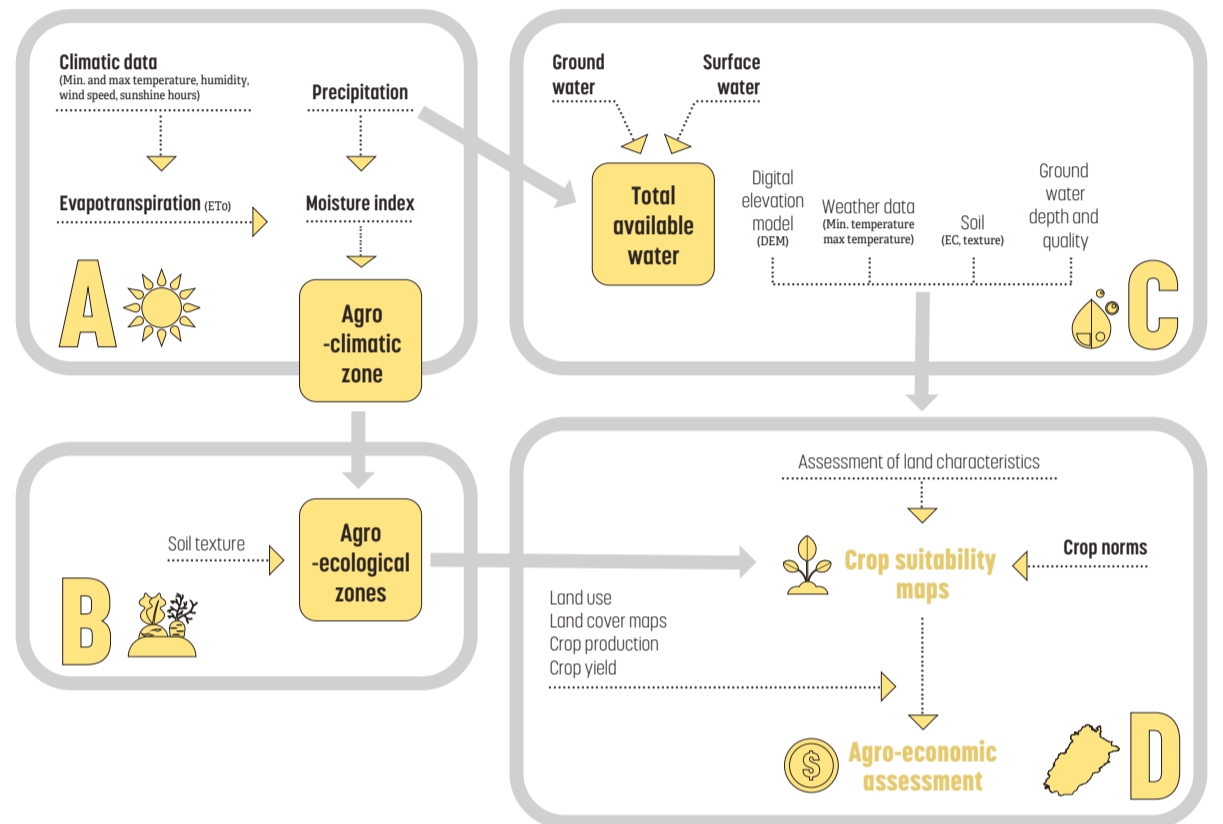 Climatic data
(Min. and max temperature, humidity,
wind speed, sunshine hours)
Precipitation
Evapotranspiration (ETo)
Moisture index
Agro
-climatic
zone
A
Ground
water
Surface
water
Total
available
water
Digital
elevation
model
(DEM)
Weather data
(Min. temperature
max temperature)
Soil
(EC, texture)
Ground
water
depth and
quality
C
Soil texture
Agro
-ecological
zones
B
Assessment of land characteristics
Crop suitability
maps
Crop norms
Land use
Land cover maps
Crop production
Crop yield
$
Agro-economic
assessment
D